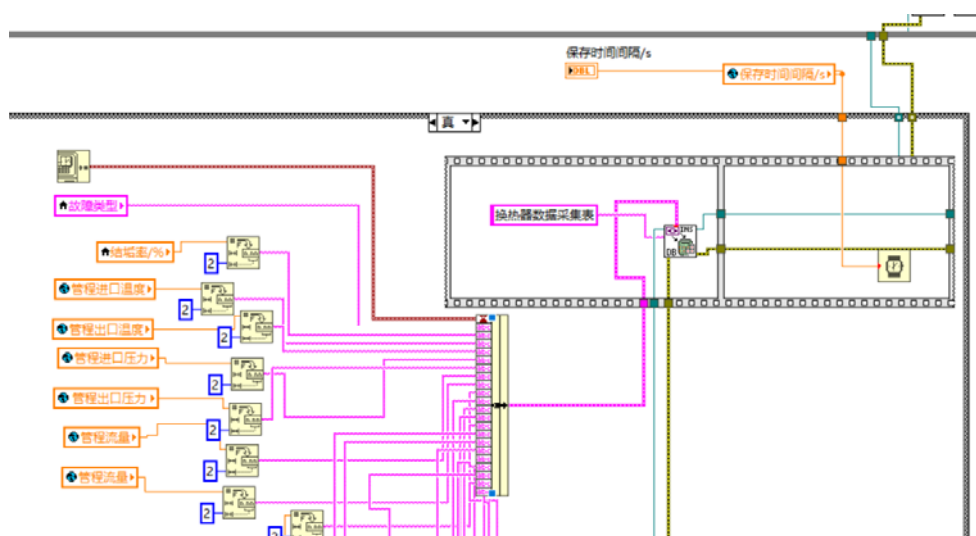 保存时间间隔/s
DBL
保存时间间隔/s
真
故障类型
结垢率/%
2
管程进口温度
2
管程出口温度
2
管程进口压力
2
管程出口压力
2
管程流量
2
管程流量
2
2
换热器数据采集表
INS
DB